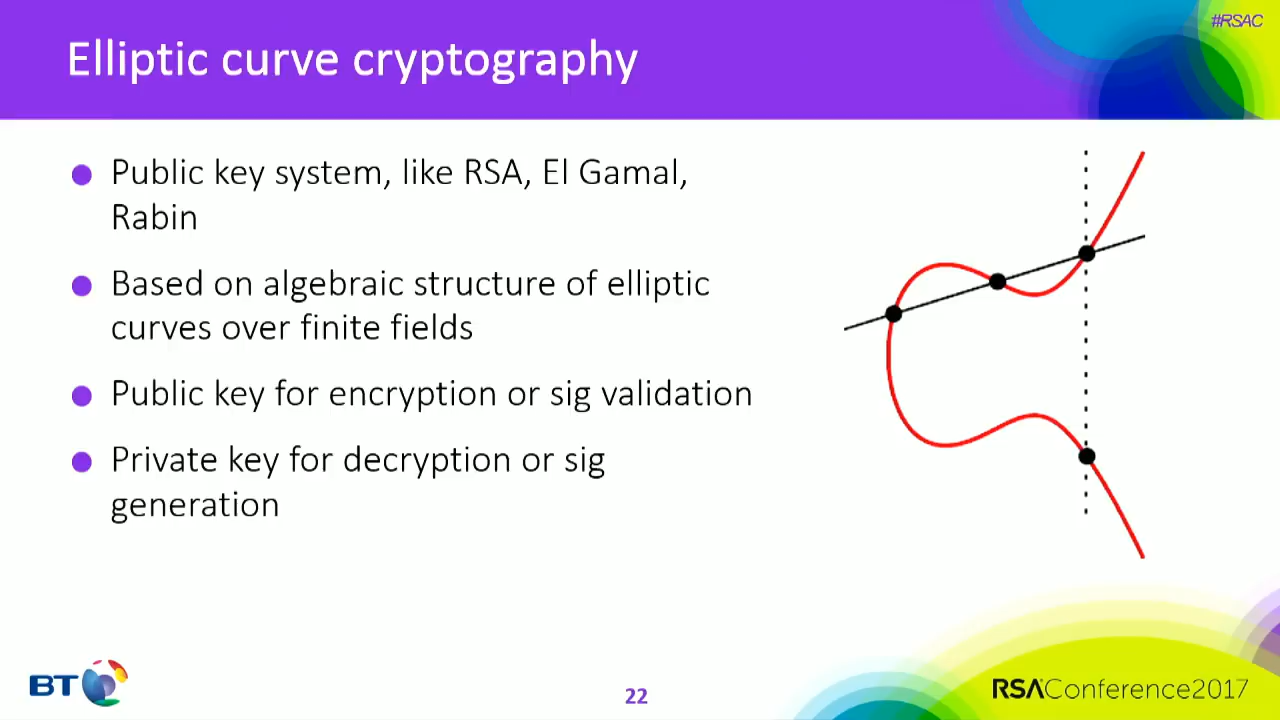 #RSAC
Elliptic curve cryptography
Public key system, like RSA, El Gamal,
Rabin
Based on algebraic structure of elliptic
curves over finite fields
Public key for encryption or sig validation
Private key for decryption or sig
generation
BT
22
RSAConference2017